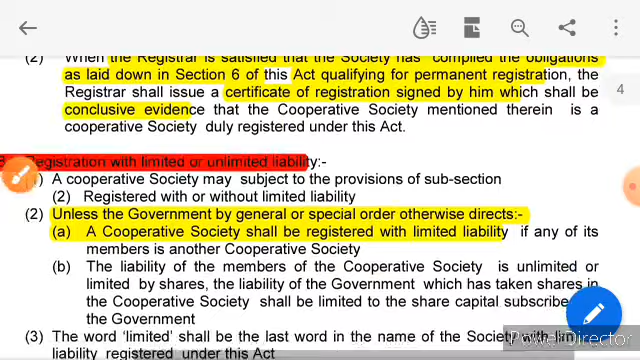 (2) When the Registrar is satisfied that the Society has complied the obligations
as laid down in Section 6 of this Act qualifying for permanent registration, the
Registrar shall issue a certificate of registration signed by him which shall be
conclusive evidence that the Cooperative Society mentioned therein is a
cooperative Society duly registered under this Act.
4
Registration with limited or unlimited liability:-
A cooperative Society may subject to the provisions of sub-section
(2) Registered with or without limited liability
(2) Unless the Government by general or special order otherwise directs:-
(a) A Cooperative Society shall be registered with limited liability if any of its
members is another Cooperative Society
(b) The liability of the members of the Cooperative Society is unlimited or
limited by shares, the liability of the Government which has taken shares in
the Cooperative Society shall be limited to the share capital subscribe
the Government
(3) The word 'limited' shall be the last word in the name of the Society with
liability registered under this Act
Power Director